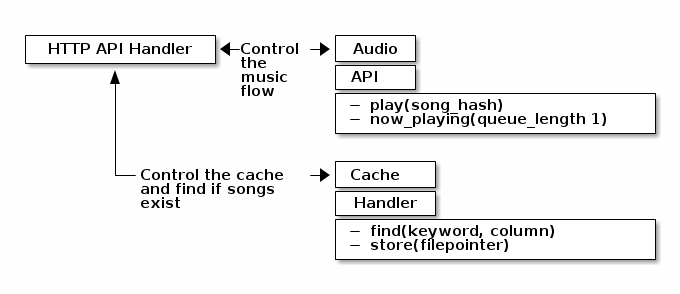 HTTP API Handler
Control
the
music
flow
Audio
API
– play(song_hash)
– now_playing(queue_length 1)
Control the cache
and find if songs
exist
Cache
Handler
– find(keyword, column)
– store(filepointer)